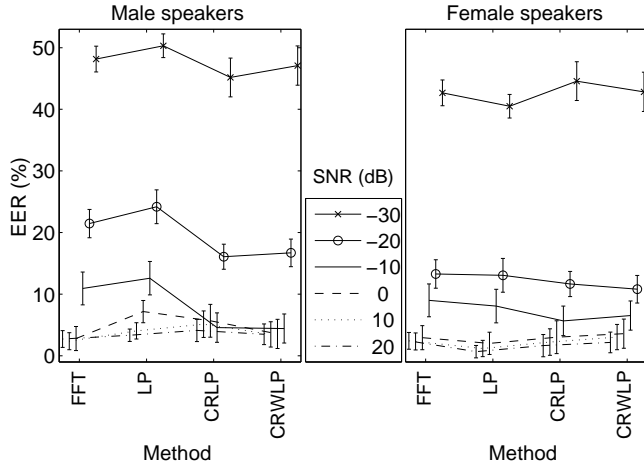 Male speakers
Female speakers
EER (%)
50
40
30
20
10
0
SNR (dB)
−30
−20
−10
0
10
20
FFT
LP
CRLP
CRWLP
Method
FFT
LP
CRLP
CRWLP
Method